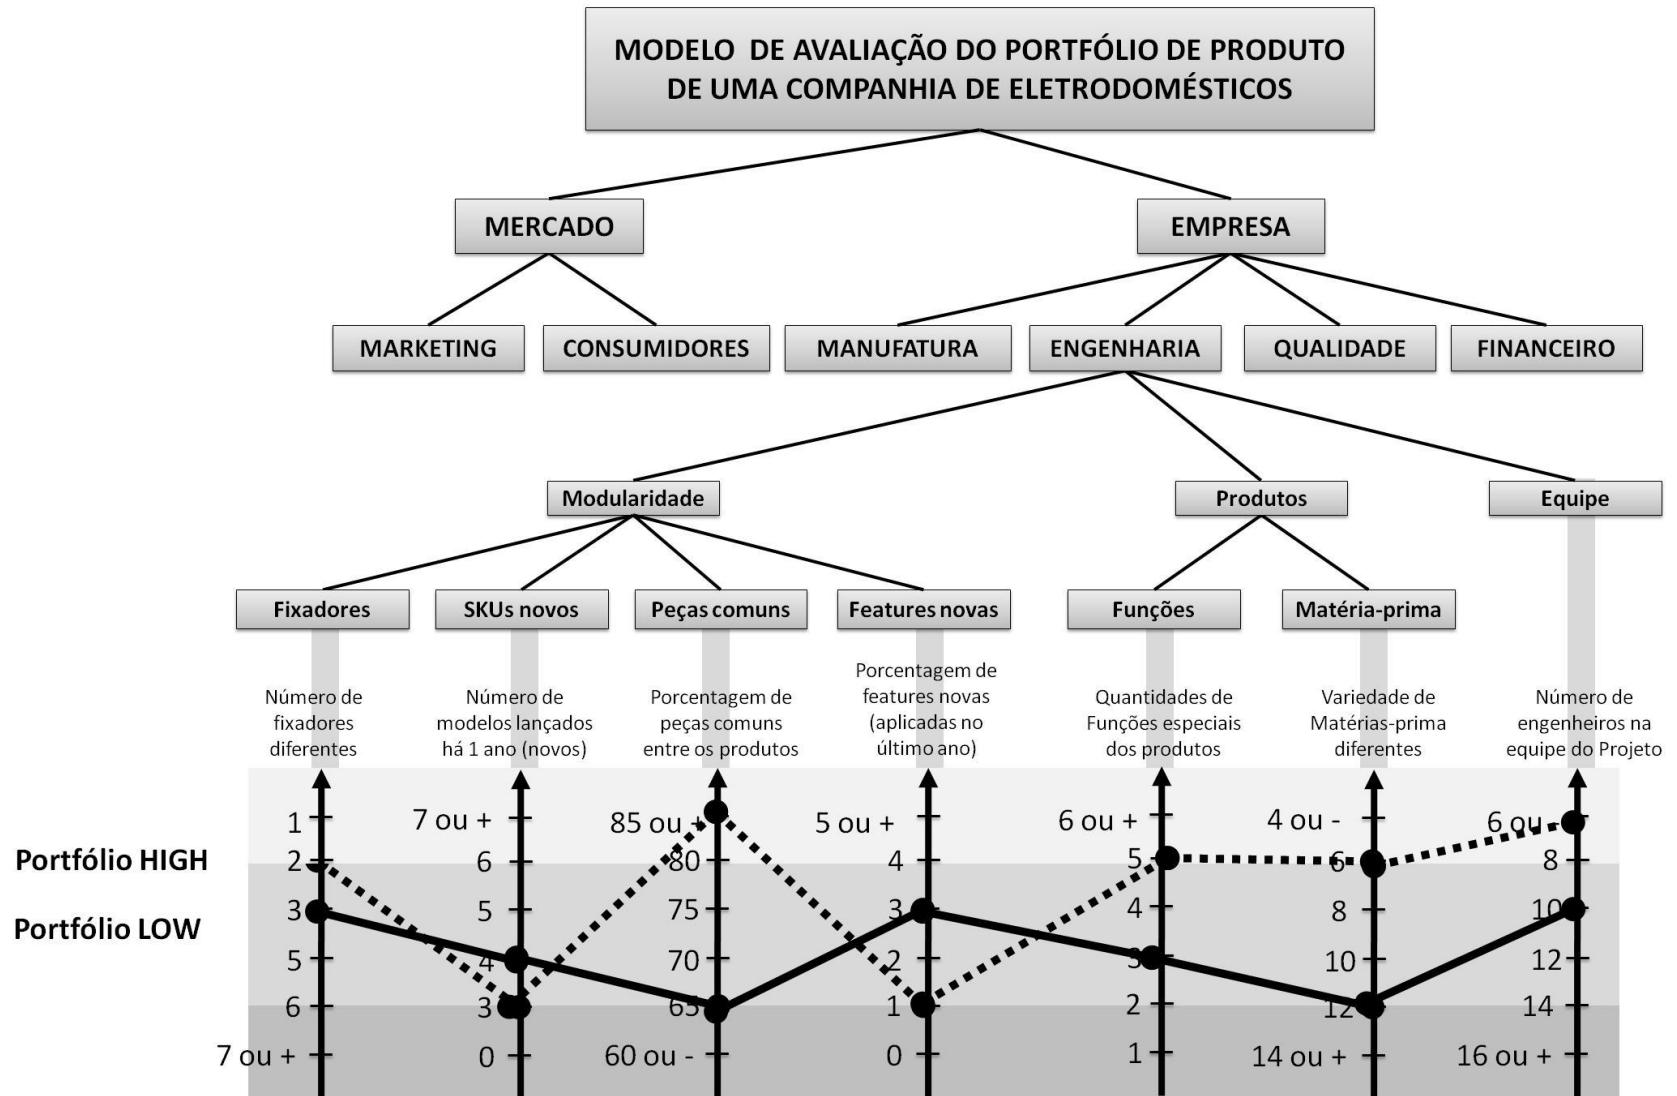 MODELO DE AVALIAÇÃO DO PORTFÓLIO DE PRODUTO
DE UMA COMPANHIA DE ELETRODOMÉSTICOS
MERCADO
EMPRESA
MARKETING
CONSUMIDORES
MANUFATURA
ENGENHARIA
QUALIDADE
FINANCEIRO
Modularidade
Produtos
Equipe
Fixadores
SKUs novos
Peças comuns
Features novas
Funções
Matéria-prima
Número de
fixadores
diferentes
Número de
modelos lançados
há 1 ano (novos)
Porcentagem de
peças comuns
entre os produtos
Porcentagem de
features novas
(aplicadas no
último ano)
Quantidades de
Funções especiais
dos produtos
Variedade de
Matérias-prima
diferentes
Número de
engenheiros na
equipe do Projeto
Portfólio HIGH
Portfólio LOW
1
2
3
5
6
7 ou +
7 ou +
6
5
4
3
0
85 ou
80
75
70
65
60 ou -
5 ou +
4
3
2
1
0
6 ou +
5
4
3
2
1
4 ou -
6
8
10
12
14 ou +
6 ou -
8
10
12
14
16 ou +